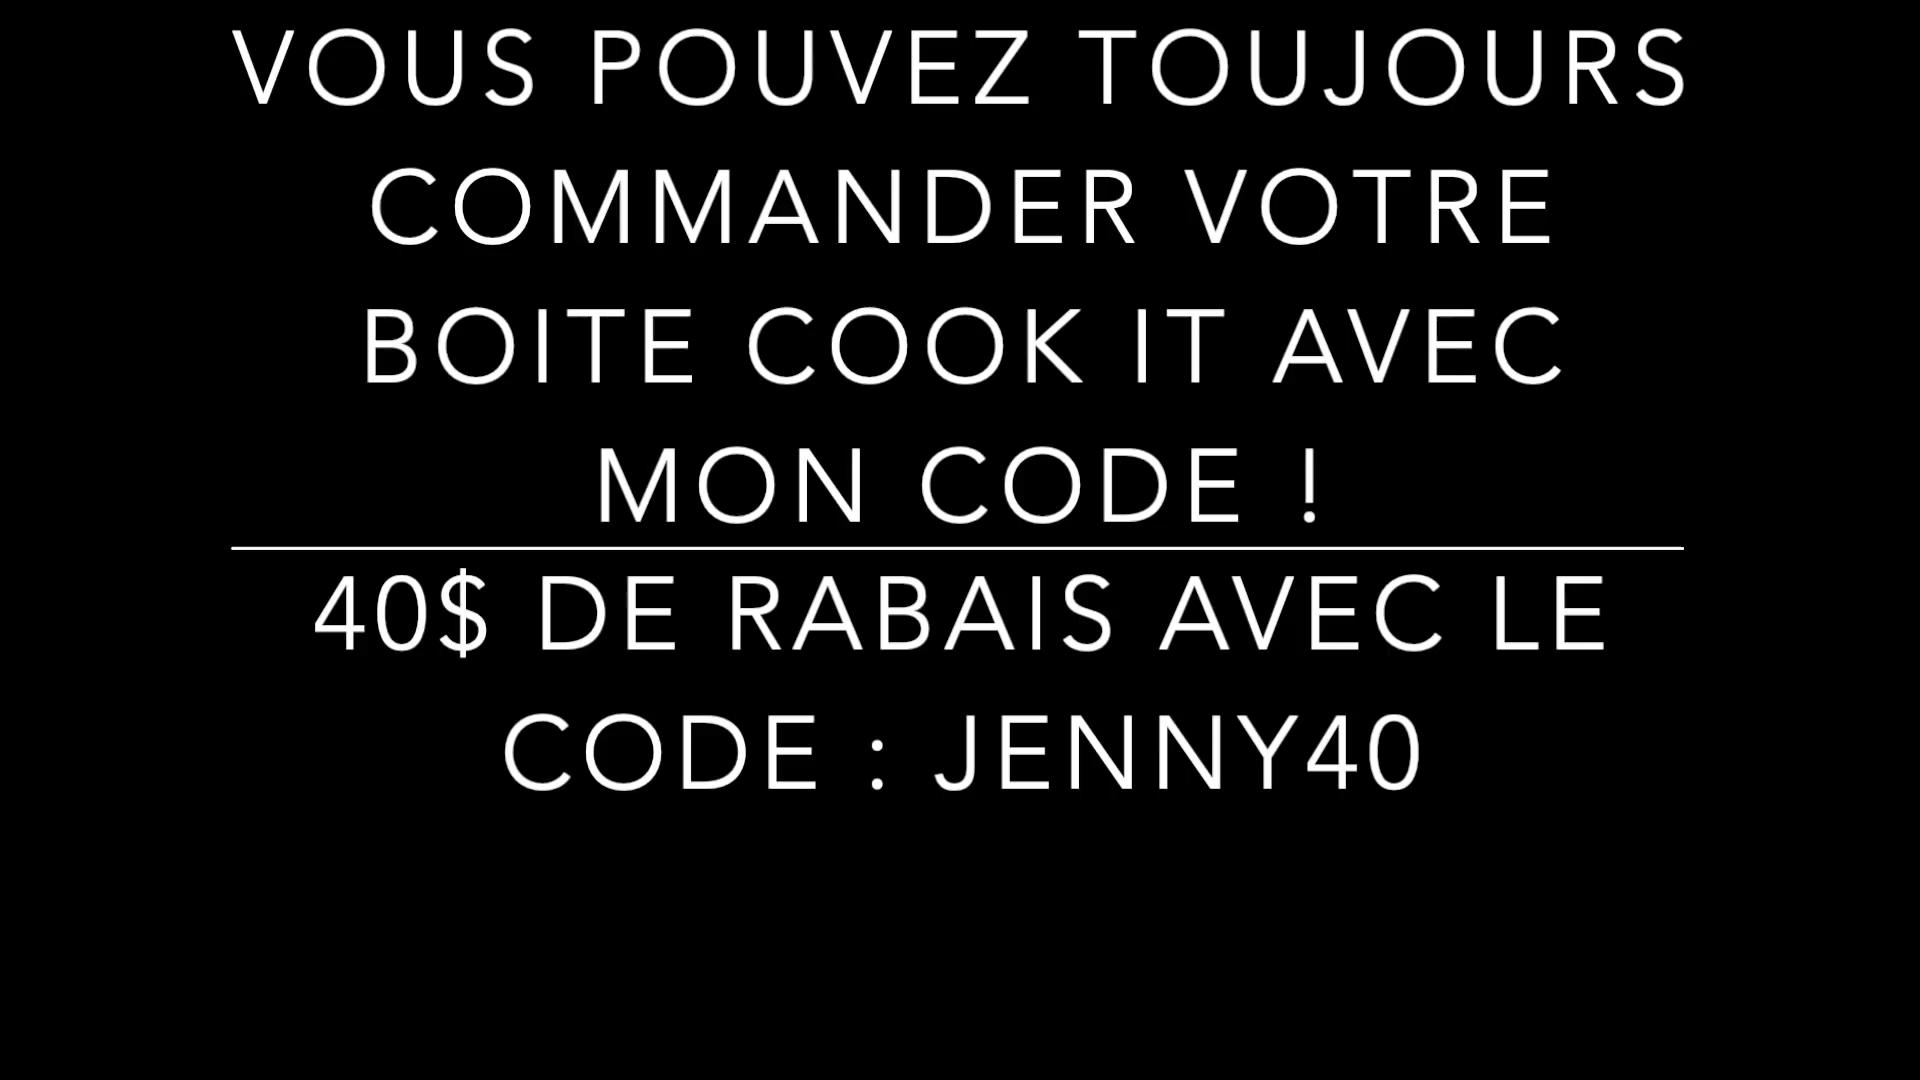 VOUS POUVEZ TOUJOURS
COMMANDER VOTRE
BOITE COOK IT AVEC
MON CODE !
40$ DE RABAIS AVEC LE
CODE : JENNY40